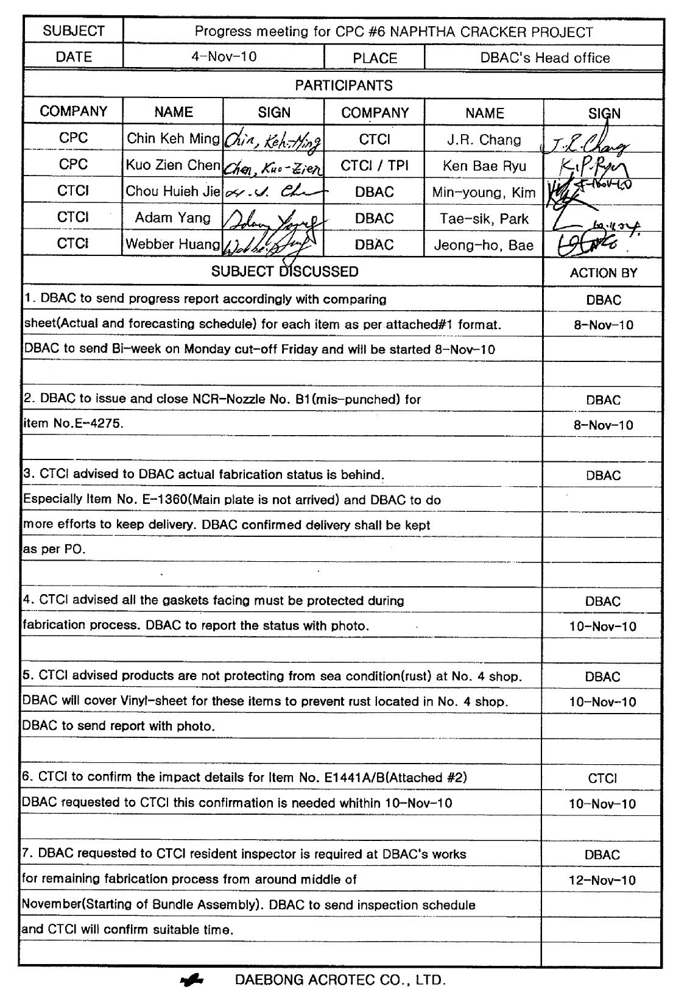 SUBJECT Progress meeting for CPC #6 NAPHTHA CRACKER PROJECT
DATE 4-Nov-10 PLACE DBAC's Head office
PARTICIPANTS
COMPANY NAME SIGN COMPANY NAME SIGN
CPC Chin Keh Ming Chin, Keh-Ming CTCI J.R. Chang J.R. Chang
CPC Kuo Zien Chen Chen, Kuo-Zien CTCI / TPI Ken Bae Ryu K.P. Ryu
CTCI Chou Huieh Jie DBAC Min-young, Kim 4-Nov-10
CTCI Adam Yang Adam Yang DBAC Tae-sik, Park
CTCI Webber Huang DBAC Jeong-ho, Bae
SUBJECT DISCUSSED ACTION BY
1. DBAC to send progress report accordingly with comparing DBAC
sheet(Actual and forecasting schedule) for each item as per attached#1 format. 8-Nov-10
DBAC to send Bi-week on Monday cut-off Friday and will be started 8-Nov-10
2. DBAC to issue and close NCR-Nozzle No. B1(mis-punched) for DBAC
item No.E-4275. 8-Nov-10
3. CTCI advised to DBAC actual fabrication status is behind. DBAC
Especially Item No. E-1360(Main plate is not arrived) and DBAC to do
more efforts to keep delivery. DBAC confirmed delivery shall be kept
as per PO.
4. CTCI advised all the gaskets facing must be protected during DBAC
fabrication process. DBAC to report the status with photo. 10-Nov-10
5. CTCI advised products are not protecting from sea condition(rust) at No. 4 shop. DBAC
DBAC will cover Vinyl-sheet for these items to prevent rust located in No. 4 shop. 10-Nov-10
DBAC to send report with photo.
6. CTCI to confirm the impact details for Item No. E1441A/B(Attached #2) CTCI
DBAC requested to CTCI this confirmation is needed whithin 10-Nov-10 10-Nov-10
7. DBAC requested to CTCI resident inspector is required at DBAC's works DBAC
for remaining fabrication process from around middle of 12-Nov-10
November(Starting of Bundle Assembly). DBAC to send inspection schedule
and CTCI will confirm suitable time.
DAEBONG ACROTEC CO., LTD.